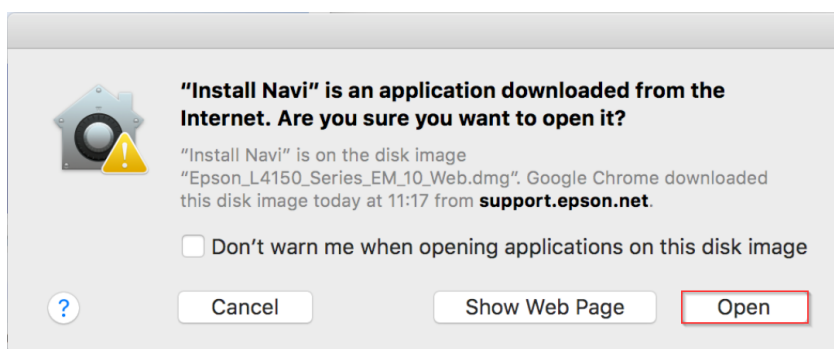 “Install Navi” is an application downloaded from the
Internet. Are you sure you want to open it?
“Install Navi” is on the disk image
“Epson_L4150_Series_EM_10_Web.dmg”. Google Chrome downloaded
this disk image today at 11:17 from support.epson.net.
Don’t warn me when opening applications on this disk image
? Cancel Show Web Page Open